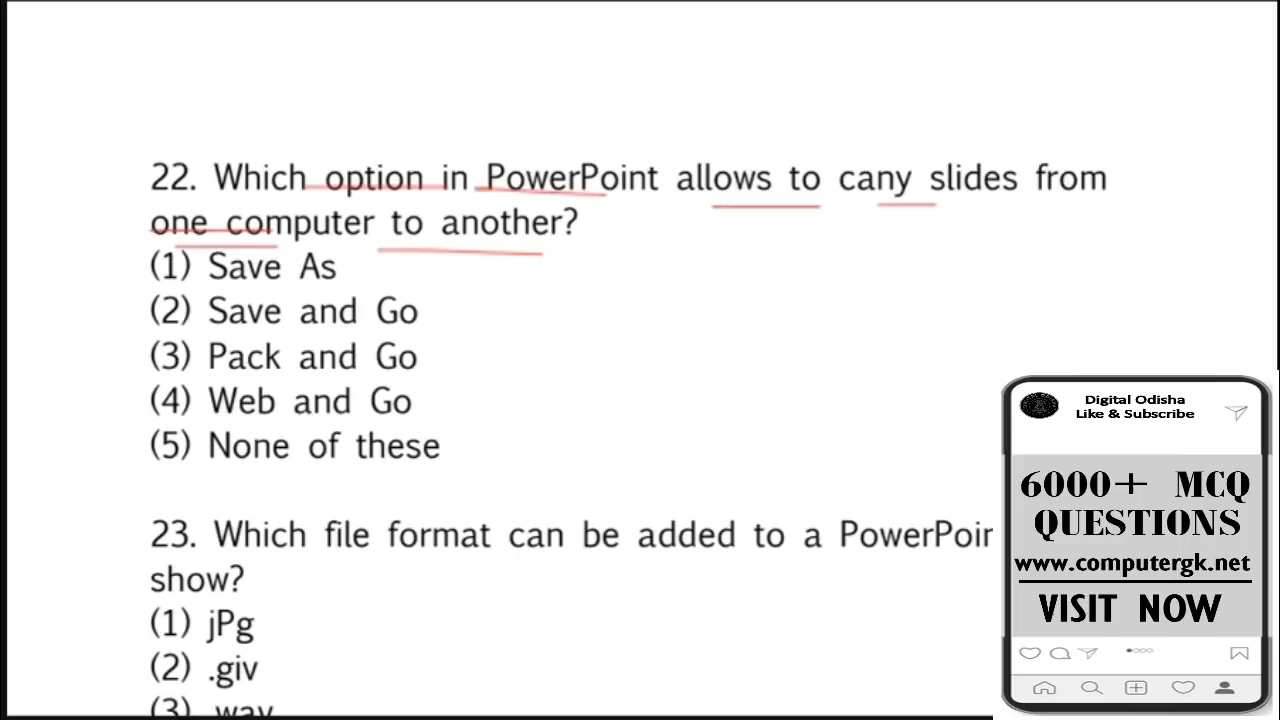 22. Which option in PowerPoint allows to cany slides from
one computer to another?
(1) Save As
(2) Save and Go
(3) Pack and Go
(4) Web and Go
(5) None of these
23. Which file format can be added to a PowerPoin
show?
(1) jPg
(2) .giv
(3) .wav
Digital Odisha
Like & Subscribe
6000+ MCQ
QUESTIONS
www.computergk.net
VISIT NOW